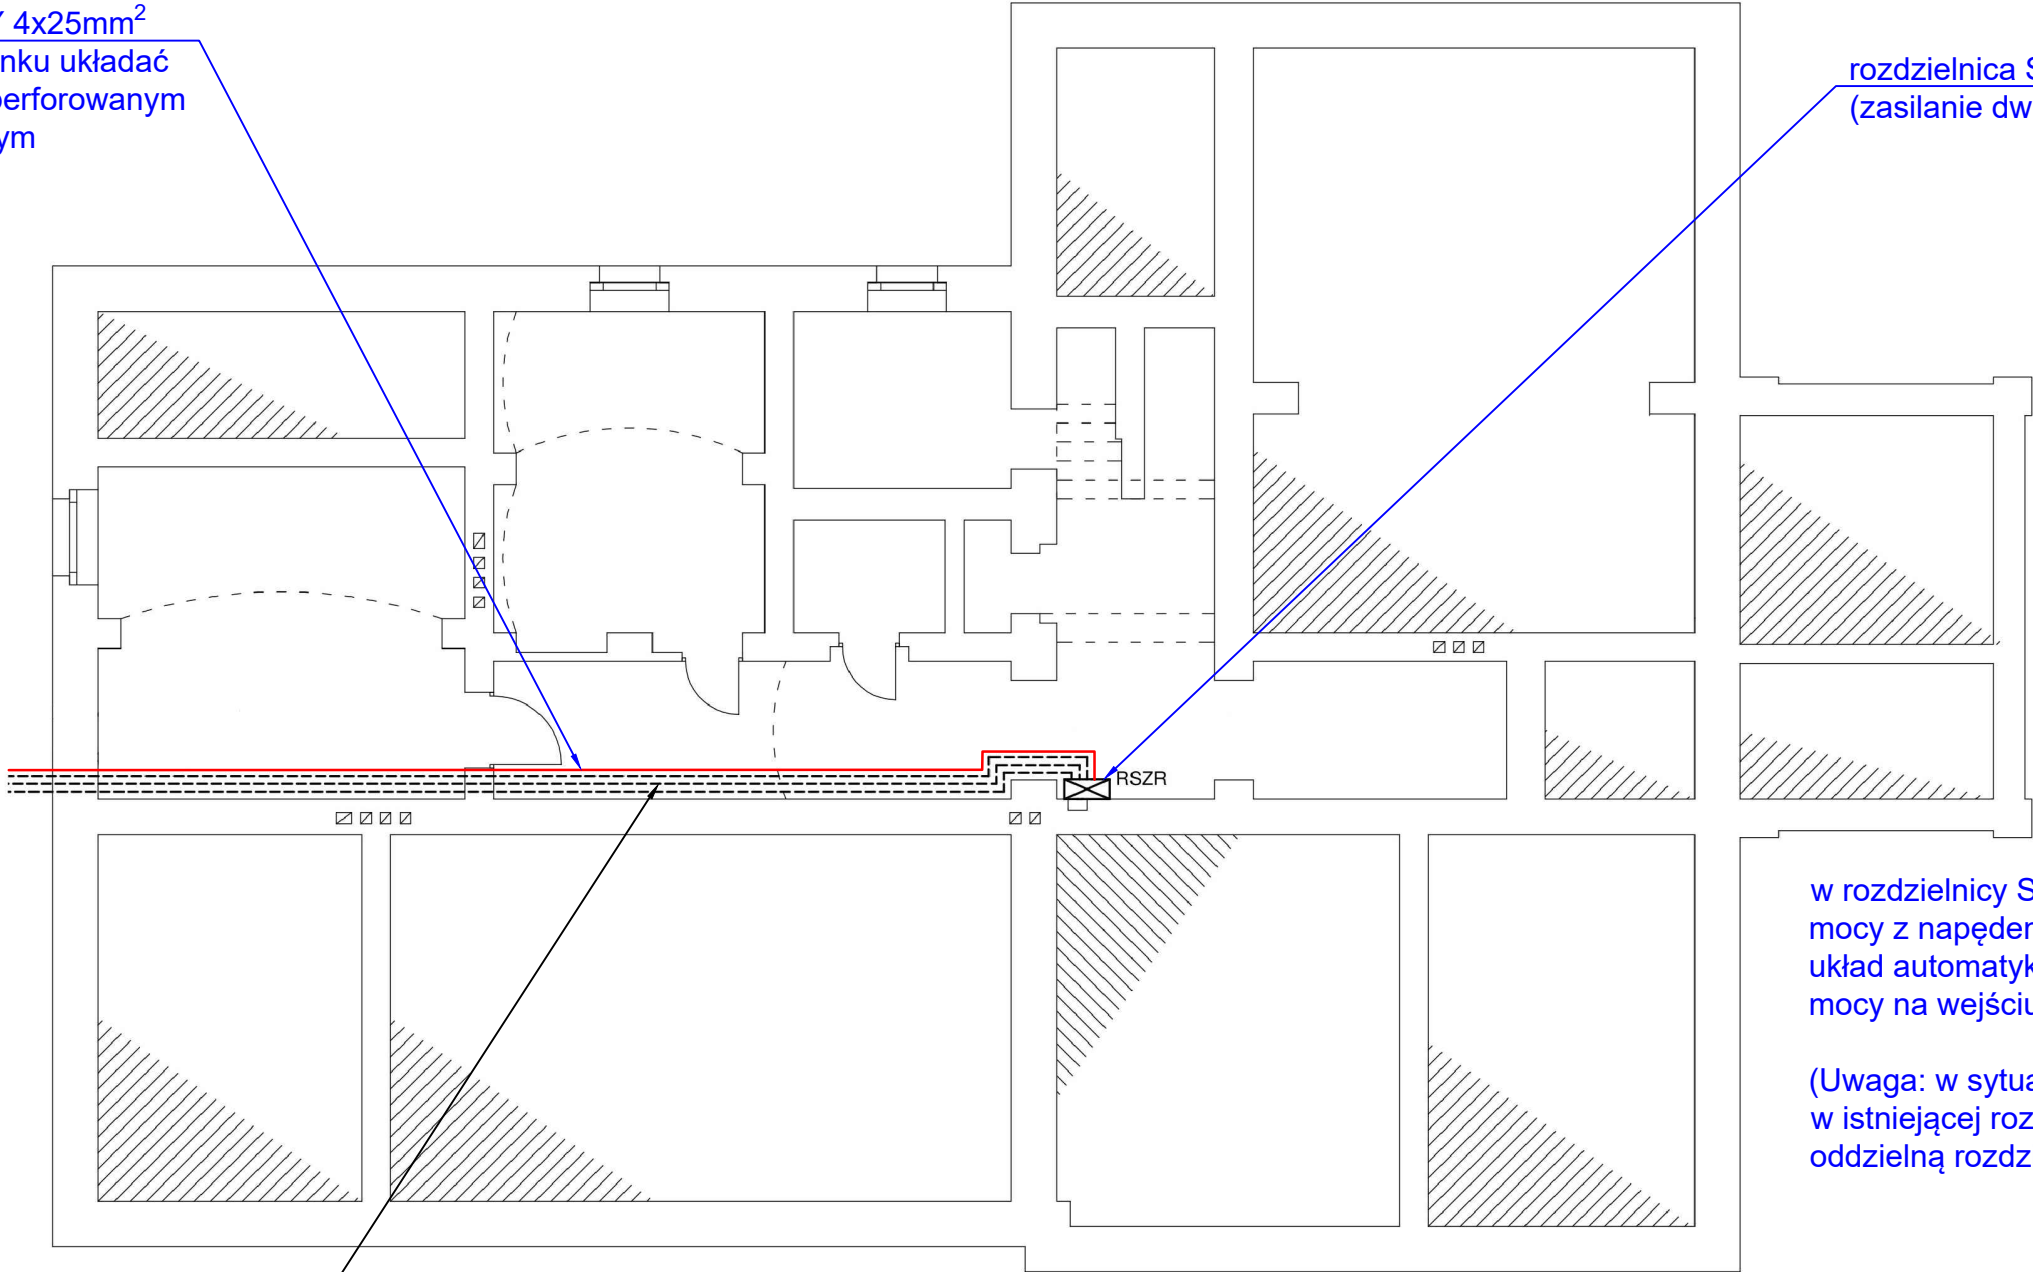 4x25mm²
nku układać
perforowanym
ym
rozdzielnica S
(zasilanie dw
RSZR
w rozdzielnicy S
mocy z napęde
układ automatyk
mocy na wejściu
(Uwaga: w sytua
w istniejącej roz
oddzielną rozdz